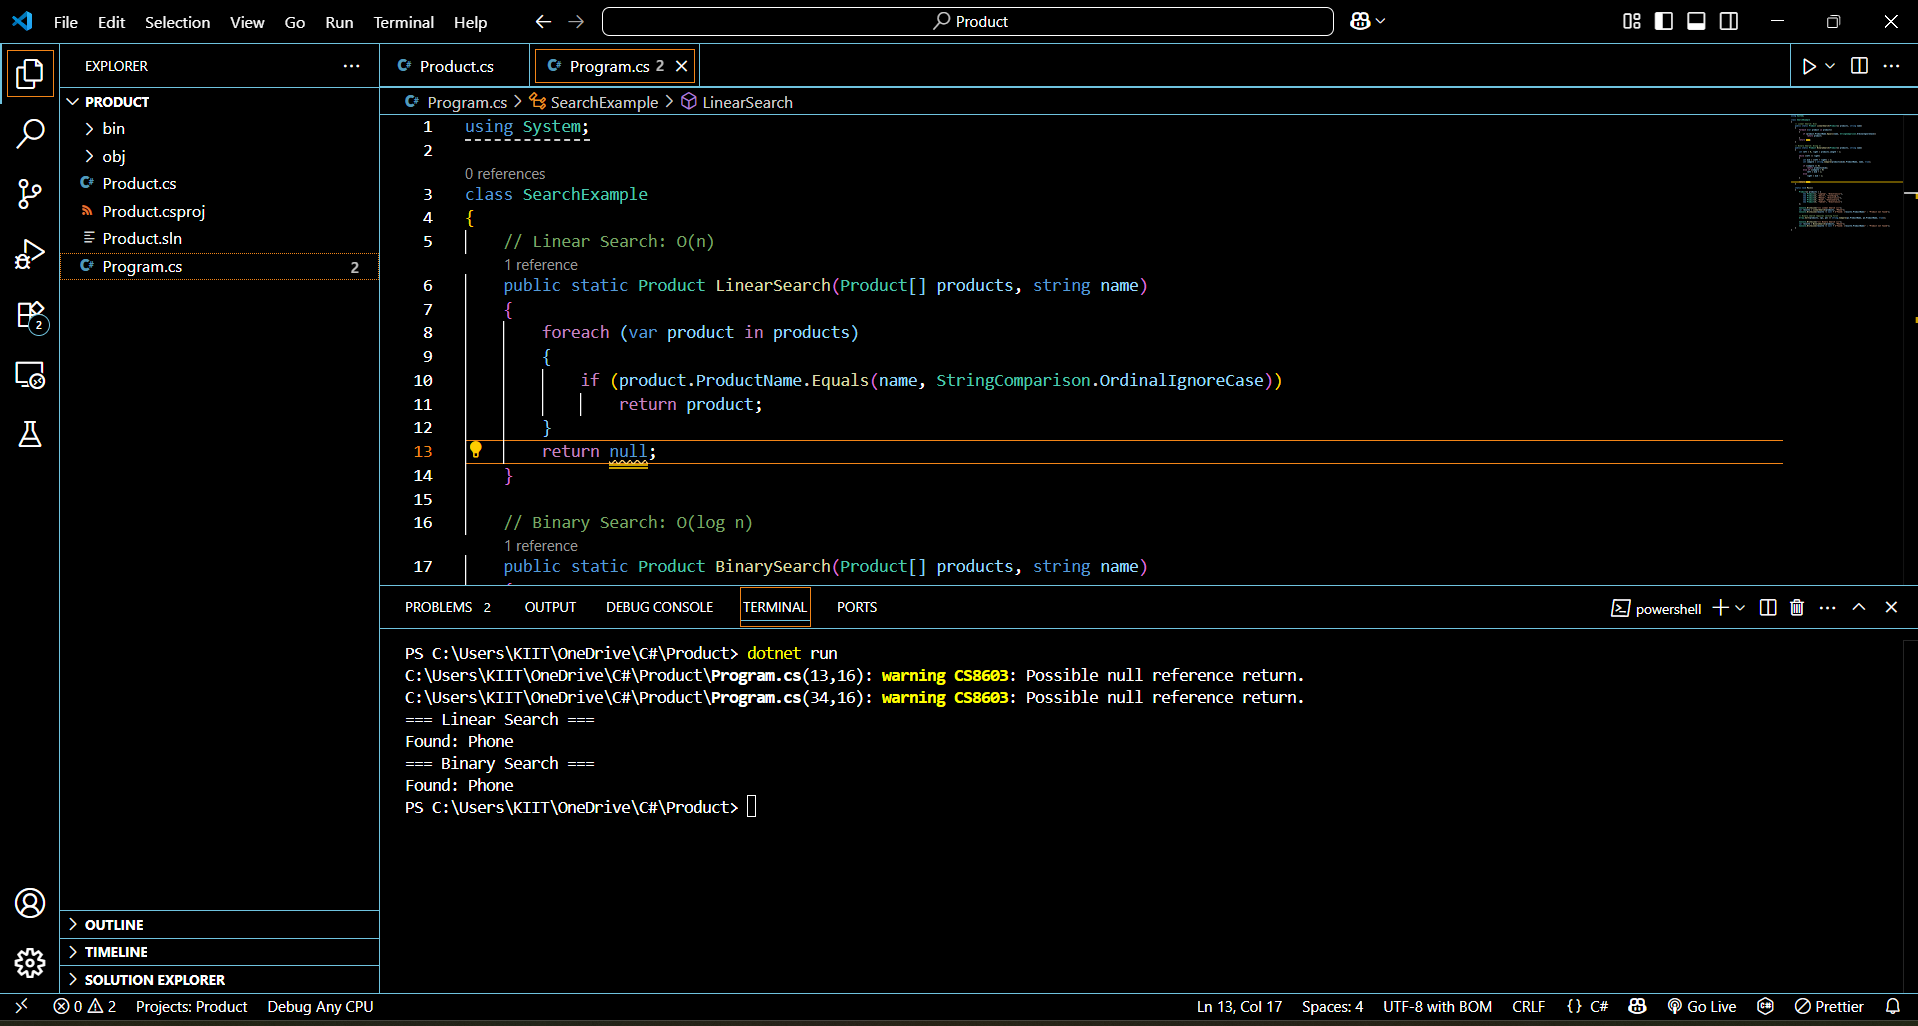 File Edit Selection View Go Run Terminal Help
Product
EXPLORER
PRODUCT
bin
obj
Product.cs
Product.csproj
Product.sln
Program.cs 2
2
OUTLINE
TIMELINE
SOLUTION EXPLORER
Product.cs
Program.cs 2
Program.cs > SearchExample > LinearSearch
1 using System;
2
0 references
3 class SearchExample
4 {
5 // Linear Search: O(n)
1 reference
6 public static Product LinearSearch(Product[] products, string name)
7 {
8 foreach (var product in products)
9 {
10 if (product.ProductName.Equals(name, StringComparison.OrdinalIgnoreCase))
11 return product;
12 }
13 return null;
14 }
15
16 // Binary Search: O(log n)
1 reference
17 public static Product BinarySearch(Product[] products, string name)
PROBLEMS 2 OUTPUT DEBUG CONSOLE TERMINAL PORTS
powershell
PS C:\Users\KIIT\OneDrive\C#\Product> dotnet run
C:\Users\KIIT\OneDrive\C#\Product\Program.cs(13,16): warning CS8603: Possible null reference return.
C:\Users\KIIT\OneDrive\C#\Product\Program.cs(34,16): warning CS8603: Possible null reference return.
=== Linear Search ===
Found: Phone
=== Binary Search ===
Found: Phone
PS C:\Users\KIIT\OneDrive\C#\Product>
0 2 Projects: Product Debug Any CPU
Ln 13, Col 17 Spaces: 4 UTF-8 with BOM CRLF {} C# Go Live Prettier